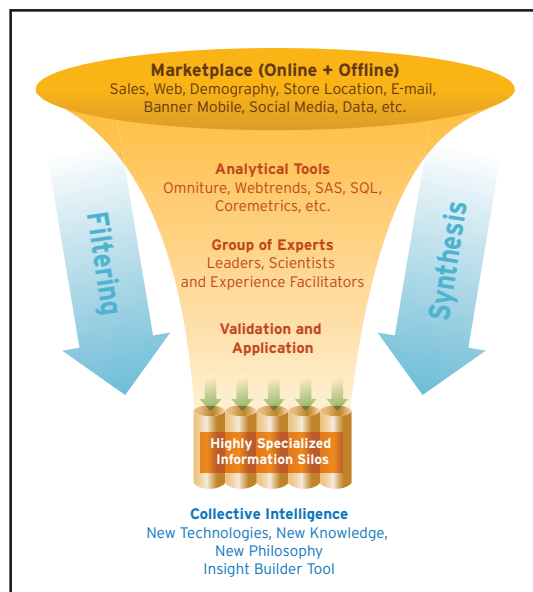 Marketplace (Online + Offline)
Sales, Web, Demography, Store Location, E-mail,
Banner Mobile, Social Media, Data, etc.
Analytical Tools
Omniture, Webtrends, SAS, SQL,
Coremetrics, etc.
Filtering
Synthesis
Group of Experts
Leaders, Scientists
and Experience Facilitators
Validation and
Application
Highly Specialized
Information Silos
Collective Intelligence
New Technologies, New Knowledge,
New Philosophy
Insight Builder Tool